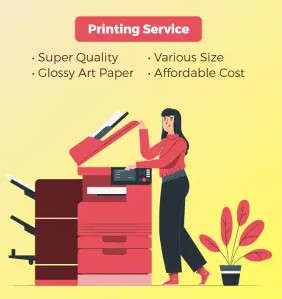 Printing Service
• Super Quality
• Various Size
• Glossy Art Paper
• Affordable Cost